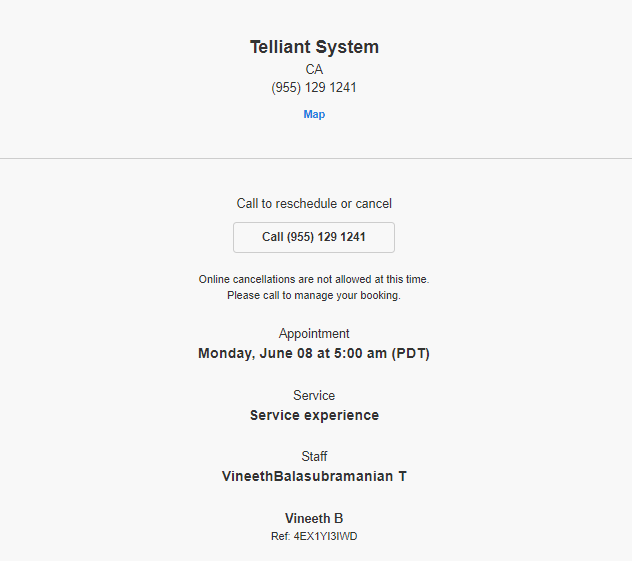 Telliant System
CA
(955) 129 1241
Map
Call to reschedule or cancel
Call (955) 129 1241
Online cancellations are not allowed at this time.
Please call to manage your booking.
Appointment
Monday, June 08 at 5:00 am (PDT)
Service
Service experience
Staff
VineethBalasubramanian T
Vineeth B
Ref: 4EX1YI3IWD